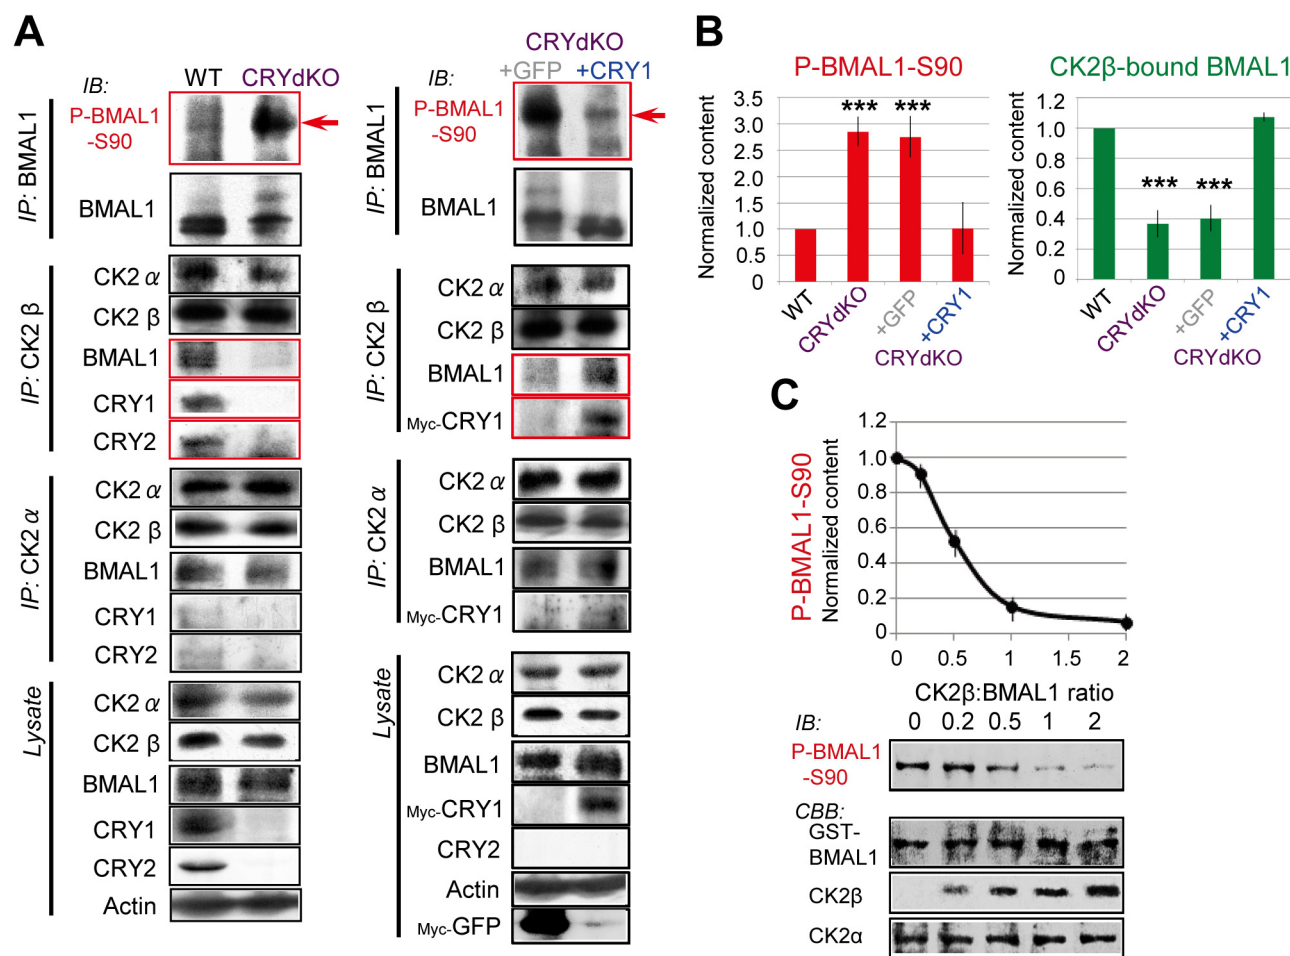 A
IB:
WT CRYdKO
P-BMAL1
-S90
BMAL1
IP: BMAL1
CK2 α
CK2 β
BMAL1
CRY1
CRY2
IP: CK2 β
CK2 α
CK2 β
BMAL1
CRY1
CRY2
IP: CK2 α
CK2 α
CK2 β
BMAL1
CRY1
CRY2
Actin
Lysate
CRYdKO
IB: +GFP +CRY1
P-BMAL1
-S90
BMAL1
IP: BMAL1
CK2 α
CK2 β
BMAL1
Myc-CRY1
IP: CK2 β
CK2 α
CK2 β
BMAL1
Myc-CRY1
IP: CK2 α
CK2 α
CK2 β
BMAL1
Myc-CRY1
CRY2
Actin
Myc-GFP
Lysate
B
P-BMAL1-S90
Normalized content
3.5
3.0
2.5
2.0
1.5
1.0
0.5
0
*** ***
WT
CRYdKO
+GFP
+CRY1
CRYdKO
CK2β-bound BMAL1
Normalized content
1.2
1.0
0.8
0.6
0.4
0.2
0
*** ***
WT
CRYdKO
+GFP
+CRY1
CRYdKO
C
P-BMAL1-S90
Normalized content
1.2
1.0
0.8
0.6
0.4
0.2
0
0 0.5 1 1.5 2
CK2β:BMAL1 ratio
IB: 0 0.2 0.5 1 2
P-BMAL1
-S90
CBB:
GST-
BMAL1
CK2β
CK2α